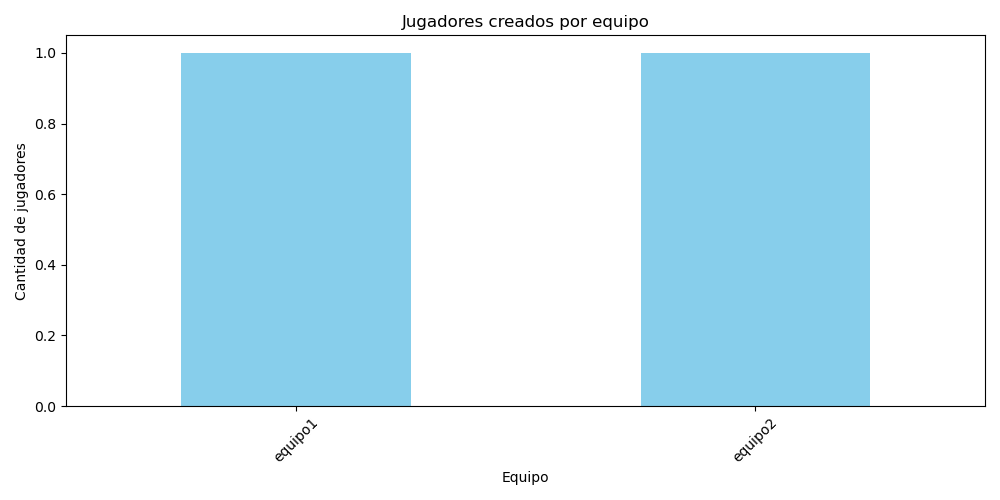 Jugadores creados por equipo
Cantidad de jugadores
1.0
0.8
0.6
0.4
0.2
0.0
equipo1
equipo2
Equipo